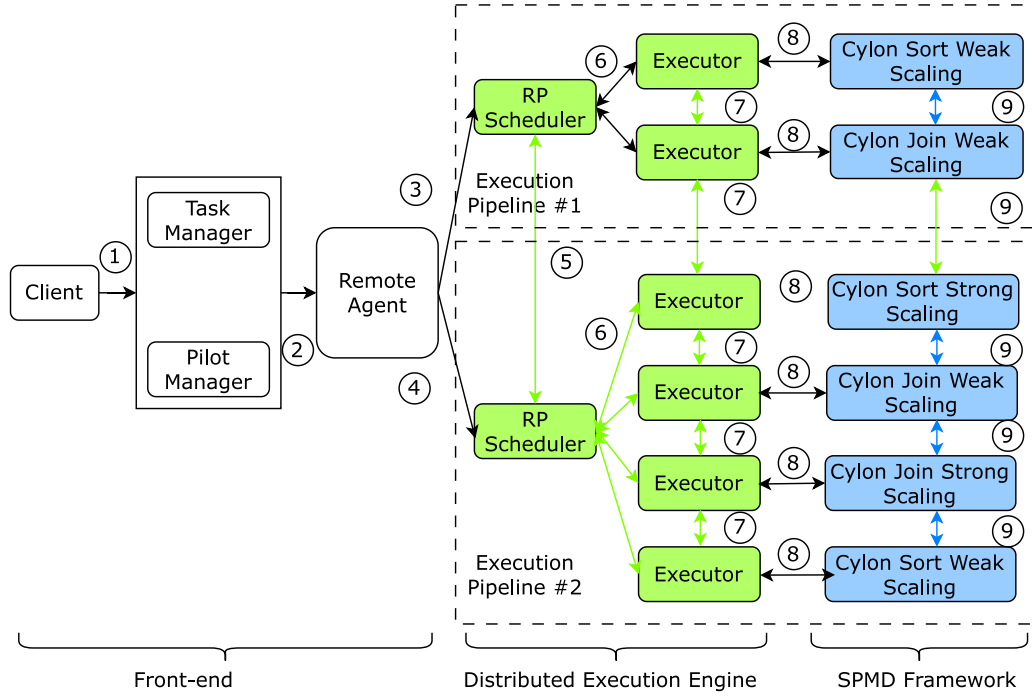 Client
1
Task
Manager
Pilot
Manager
2
Remote
Agent
3
4
RP
Scheduler
Execution
Pipeline #1
6
Executor
7
Executor
7
8
8
Cylon Sort Weak
Scaling
9
Cylon Join Weak
Scaling
9
5
RP
Scheduler
Execution
Pipeline #2
6
Executor
7
Executor
7
Executor
7
Executor
8
8
8
8
Cylon Sort Strong
Scaling
9
Cylon Join Weak
Scaling
9
Cylon Join Strong
Scaling
9
Cylon Sort Weak
Scaling
Front-end
Distributed Execution Engine
SPMD Framework